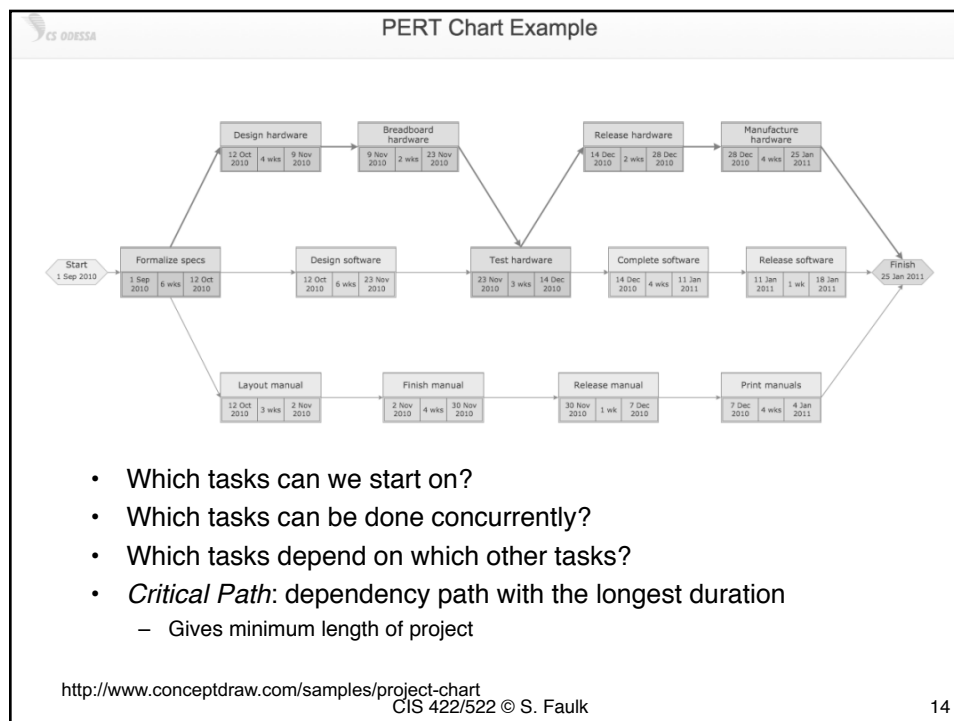 CS ODESSA
PERT Chart Example
Design hardware
12 Oct 2010
4 wks
9 Nov 2010
Breadboard hardware
9 Nov 2010
2 wks
23 Nov 2010
Release hardware
14 Dec 2010
2 wks
28 Dec 2010
Manufacture hardware
28 Dec 2010
4 wks
25 Jan 2011
Start
1 Sep 2010
Formalize specs
1 Sep 2010
6 wks
12 Oct 2010
Design software
12 Oct 2010
6 wks
23 Nov 2010
Test hardware
23 Nov 2010
3 wks
14 Dec 2010
Complete software
14 Dec 2010
4 wks
11 Jan 2011
Release software
11 Jan 2011
1 wk
18 Jan 2011
Finish
25 Jan 2011
Layout manual
12 Oct 2010
3 wks
2 Nov 2010
Finish manual
2 Nov 2010
4 wks
30 Nov 2010
Release manual
30 Nov 2010
1 wk
7 Dec 2010
Print manuals
7 Dec 2010
4 wks
4 Jan 2011
• Which tasks can we start on?
• Which tasks can be done concurrently?
• Which tasks depend on which other tasks?
• Critical Path: dependency path with the longest duration
– Gives minimum length of project
http://www.conceptdraw.com/samples/project-chart
CIS 422/522 © S. Faulk
14